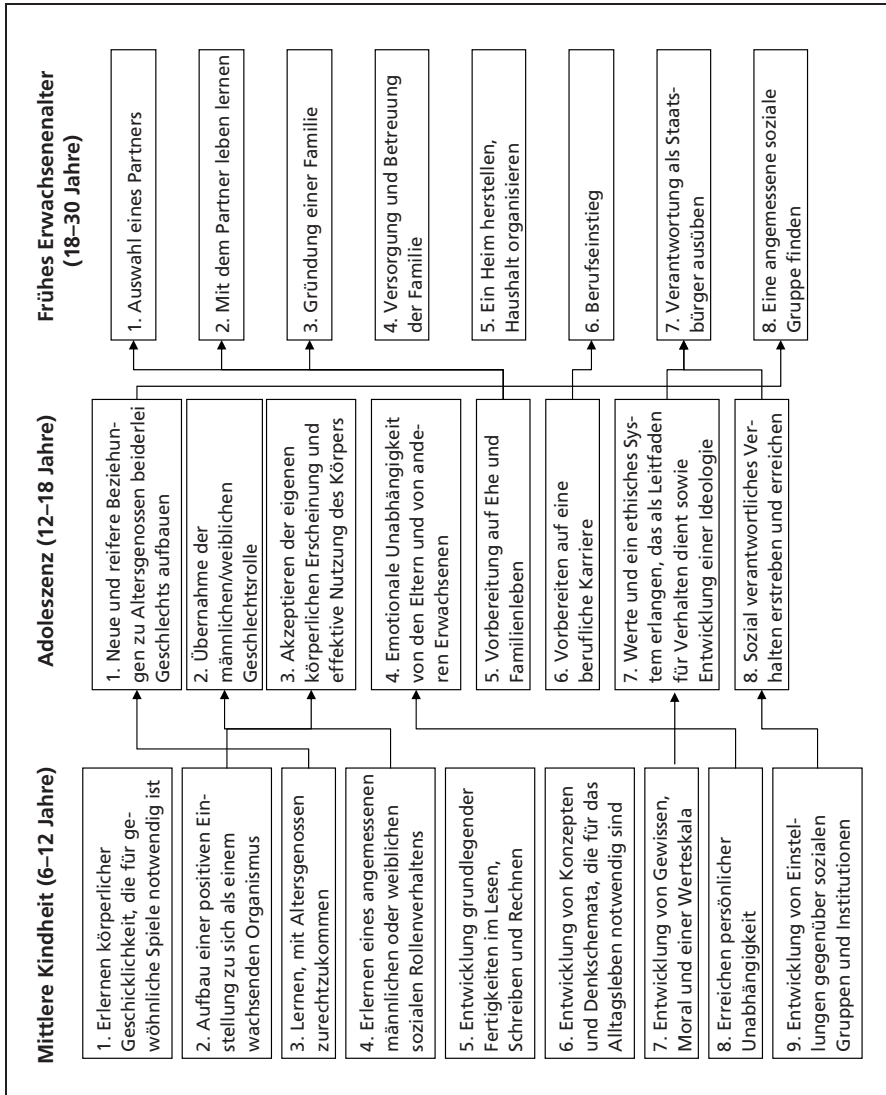 Mittlere Kindheit (6–12 Jahre)
1. Erlernen körperlicher
Geschicklichkeit, die für ge-
wöhnliche Spiele notwendig ist
2. Aufbau einer positiven Ein-
stellung zu sich als einem
wachsenden Organismus
3. Lernen, mit Altersgenossen
zurechtzukommen
4. Erlernen eines angemessenen
männlichen oder weiblichen
sozialen Rollenverhaltens
5. Entwicklung grundlegender
Fertigkeiten im Lesen,
Schreiben und Rechnen
6. Entwicklung von Konzepten
und Denkschemata, die für das
Alltagsleben notwendig sind
7. Entwicklung von Gewissen,
Moral und einer Werteskala
8. Erreichen persönlicher
Unabhängigkeit
9. Entwicklung von Einstel-
lungen gegenüber sozialen
Gruppen und Institutionen
Adoleszenz (12–18 Jahre)
1. Neue und reifere Beziehun-
gen zu Altersgenossen beiderlei
Geschlechts aufbauen
2. Übernahme der
männlichen/weiblichen
Geschlechtsrolle
3. Akzeptieren der eigenen
körperlichen Erscheinung und
effektive Nutzung des Körpers
4. Emotionale Unabhängigkeit
von den Eltern und von ande-
ren Erwachsenen
5. Vorbereitung auf Ehe und
Familienleben
6. Vorbereiten auf eine
berufliche Karriere
7. Werte und ein ethisches Sys-
tem erlangen, das als Leitfaden
für Verhalten dient sowie
Entwicklung einer Ideologie
8. Sozial verantwortliches Ver-
halten erstreben und erreichen
Frühes Erwachsenenalter
(18–30 Jahre)
1. Auswahl eines Partners
2. Mit dem Partner leben lernen
3. Gründung einer Familie
4. Versorgung und Betreuung
der Familie
5. Ein Heim herstellen,
Haushalt organisieren
6. Berufseinstieg
7. Verantwortung als Staats-
bürger ausüben
8. Eine angemessene soziale
Gruppe finden